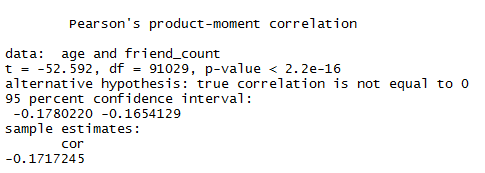 Pearson's product-moment correlation
data:  age and friend_count
t = -52.592, df = 91029, p-value < 2.2e-16
alternative hypothesis: true correlation is not equal to 0
95 percent confidence interval:
 -0.1780220 -0.1654129
sample estimates:
       cor
-0.1717245